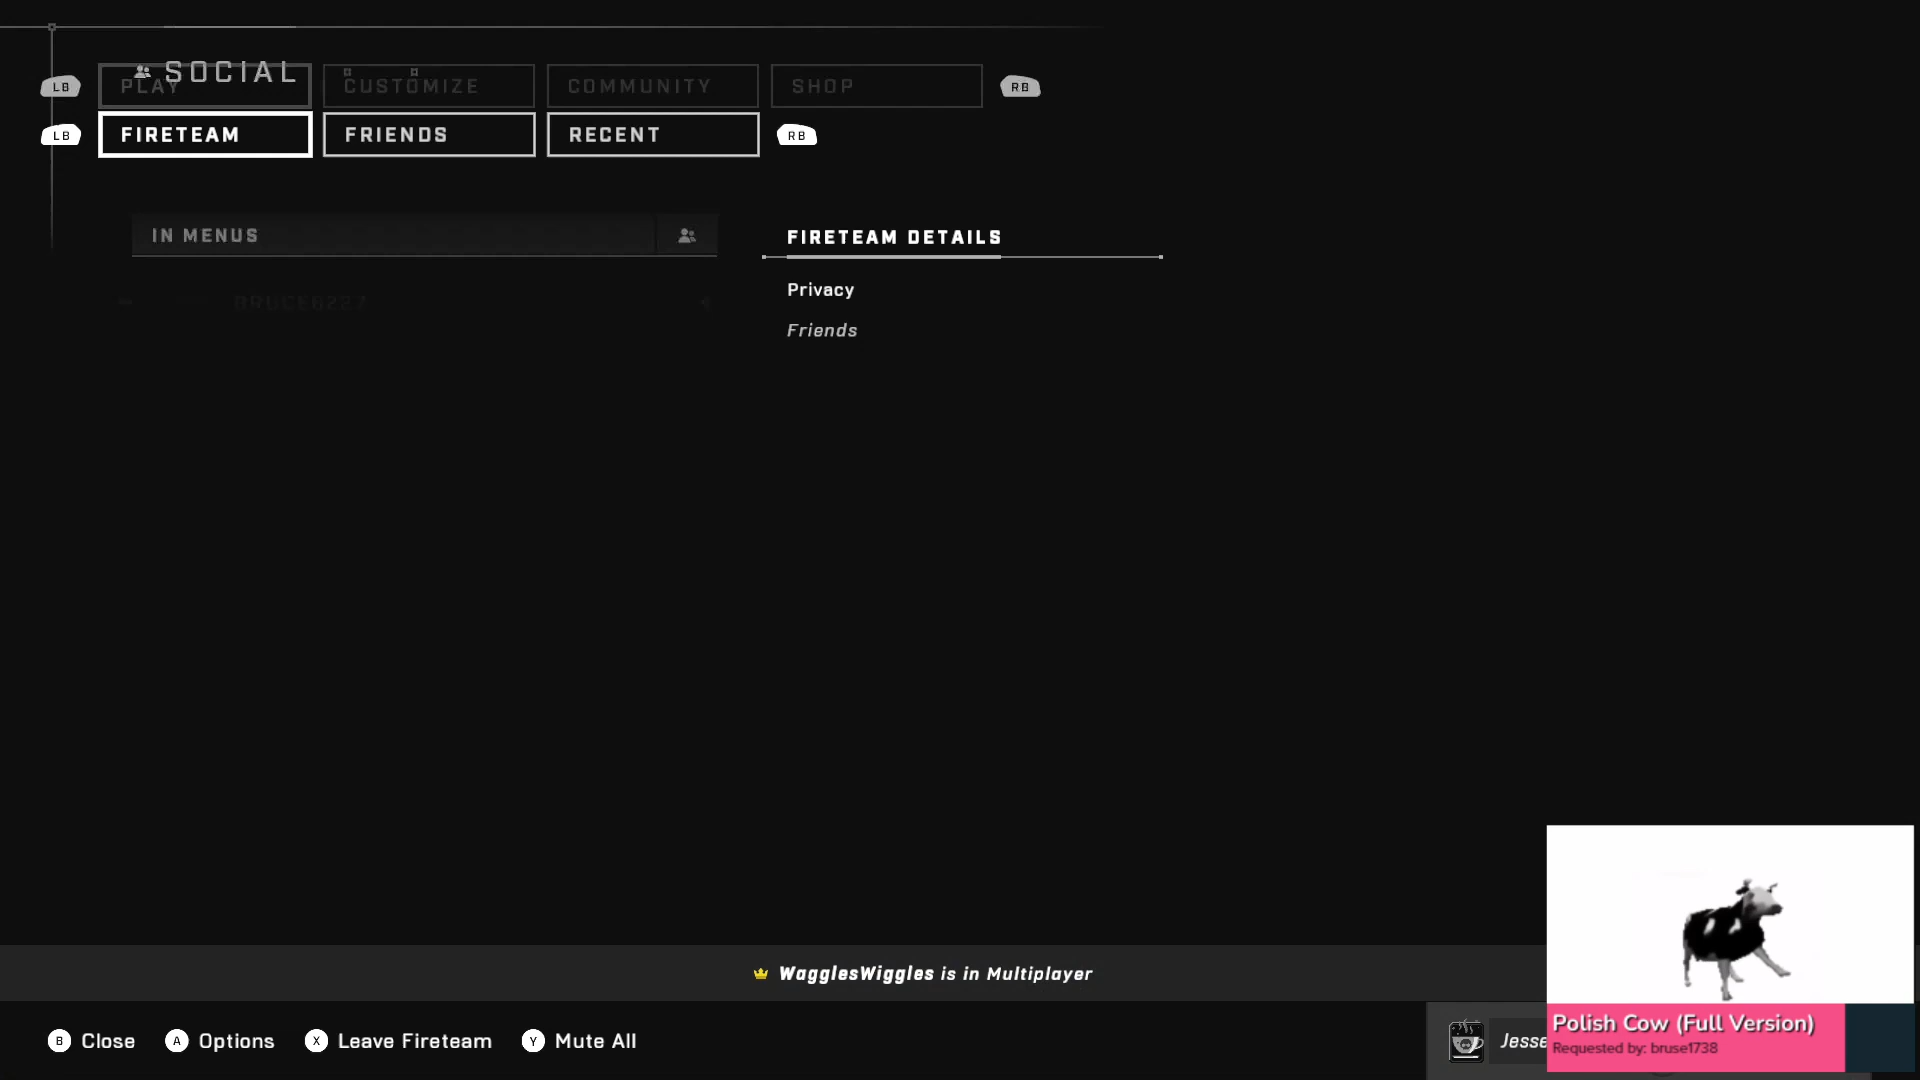 SOCIAL
LB PLAY CUSTOMIZE COMMUNITY SHOP RB
LB FIRETEAM FRIENDS RECENT RB
IN MENUS
FIRETEAM DETAILS
BRUCE6227
Privacy
Friends
WagglesWiggles is in Multiplayer
B Close A Options X Leave Fireteam Y Mute All
Jesse
Polish Cow (Full Version)
Requested by: bruse1738